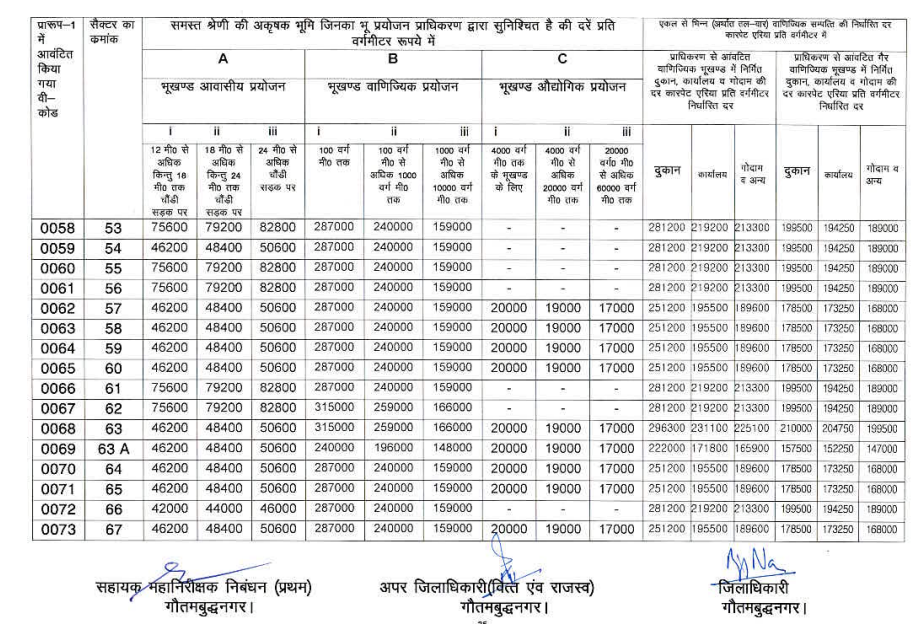 प्रारूप–1 में आवंटित किया गया वी–कोड | सैक्टर का कमांक | समस्त श्रेणी की अकृषक भूमि जिनका भू प्रयोजन प्राधिकरण द्वारा सुनिश्चित है की दरें प्रति वर्गमीटर रूपये में | एकल से भिन्न (अर्थात तल–वार) वाणिज्यिक सम्पत्ति की निर्धारित दर कारपेट एरिया प्रति वर्गमीटर में
A | B | C | प्राधिकरण से आंवटित वाणिज्यिक भूखण्ड में निर्मित दुकान, कार्यालय व गोदाम की दर कारपेट एरिया प्रति वर्गमीटर निर्धारित दर | प्राधिकरण से आंवटित गैर वाणिज्यिक भूखण्ड में निर्मित दुकान, कार्यालय व गोदाम की दर कारपेट एरिया प्रति वर्गमीटर निर्धारित दर
भूखण्ड आवासीय प्रयोजन | भूखण्ड वाणिज्यिक प्रयोजन | भूखण्ड औद्योगिक प्रयोजन
i | ii | iii | i | ii | iii | i | ii | iii
12 मी0 से अधिक किन्तु 18 मी0 तक चौंडी सड़क पर | 18 मी0 से अधिक किन्तु 24 मी0 तक चौंडी सड़क पर | 24 मी0 से अधिक चौंडी सड़क पर | 100 वर्ग मी0 तक | 100 वर्ग मी0 से अधिक 1000 वर्ग मी0 तक | 1000 वर्ग मी0 से अधिक 10000 वर्ग मी0 तक | 4000 वर्ग मी0 तक के भूखण्ड के लिए | 4000 वर्ग मी0 से अधिक 20000 वर्ग मी0 तक | 20000 वर्ग0 मी0 से अधिक 60000 वर्ग मी0 तक | दुकान | कार्यालय | गोदाम व अन्य | दुकान | कार्यालय | गोदाम व अन्य
0058 | 53 | 75600 | 79200 | 82800 | 287000 | 240000 | 159000 | - | - | - | 281200 | 219200 | 213300 | 199500 | 194250 | 189000
0059 | 54 | 46200 | 48400 | 50600 | 287000 | 240000 | 159000 | - | - | - | 281200 | 219200 | 213300 | 199500 | 194250 | 189000
0060 | 55 | 75600 | 79200 | 82800 | 287000 | 240000 | 159000 | - | - | - | 281200 | 219200 | 213300 | 199500 | 194250 | 189000
0061 | 56 | 75600 | 79200 | 82800 | 287000 | 240000 | 159000 | - | - | - | 281200 | 219200 | 213300 | 199500 | 194250 | 189000
0062 | 57 | 46200 | 48400 | 50600 | 287000 | 240000 | 159000 | 20000 | 19000 | 17000 | 251200 | 195500 | 189600 | 178500 | 173250 | 168000
0063 | 58 | 46200 | 48400 | 50600 | 287000 | 240000 | 159000 | 20000 | 19000 | 17000 | 251200 | 195500 | 189600 | 178500 | 173250 | 168000
0064 | 59 | 46200 | 48400 | 50600 | 287000 | 240000 | 159000 | 20000 | 19000 | 17000 | 251200 | 195500 | 189600 | 178500 | 173250 | 168000
0065 | 60 | 46200 | 48400 | 50600 | 287000 | 240000 | 159000 | 20000 | 19000 | 17000 | 251200 | 195500 | 189600 | 178500 | 173250 | 168000
0066 | 61 | 75600 | 79200 | 82800 | 287000 | 240000 | 159000 | - | - | - | 281200 | 219200 | 213300 | 199500 | 194250 | 189000
0067 | 62 | 75600 | 79200 | 82800 | 315000 | 259000 | 166000 | - | - | - | 281200 | 219200 | 213300 | 199500 | 194250 | 189000
0068 | 63 | 46200 | 48400 | 50600 | 315000 | 259000 | 166000 | 20000 | 19000 | 17000 | 296300 | 231100 | 225100 | 210000 | 204750 | 199500
0069 | 63 A | 46200 | 48400 | 50600 | 240000 | 196000 | 148000 | 20000 | 19000 | 17000 | 222000 | 171800 | 165900 | 157500 | 152250 | 147000
0070 | 64 | 46200 | 48400 | 50600 | 287000 | 240000 | 159000 | 20000 | 19000 | 17000 | 251200 | 195500 | 189600 | 178500 | 173250 | 168000
0071 | 65 | 46200 | 48400 | 50600 | 287000 | 240000 | 159000 | 20000 | 19000 | 17000 | 251200 | 195500 | 189600 | 178500 | 173250 | 168000
0072 | 66 | 42000 | 44000 | 46000 | 287000 | 240000 | 159000 | - | - | - | 281200 | 219200 | 213300 | 199500 | 194250 | 189000
0073 | 67 | 46200 | 48400 | 50600 | 287000 | 240000 | 159000 | 20000 | 19000 | 17000 | 251200 | 195500 | 189600 | 178500 | 173250 | 168000
सहायक महानिरीक्षक निबंधन (प्रथम) | अपर जिलाधिकारी(वित्त एंव राजस्व) | जिलाधिकारी
गौतमबुद्धनगर। | गौतमबुद्धनगर। | गौतमबुद्धनगर।